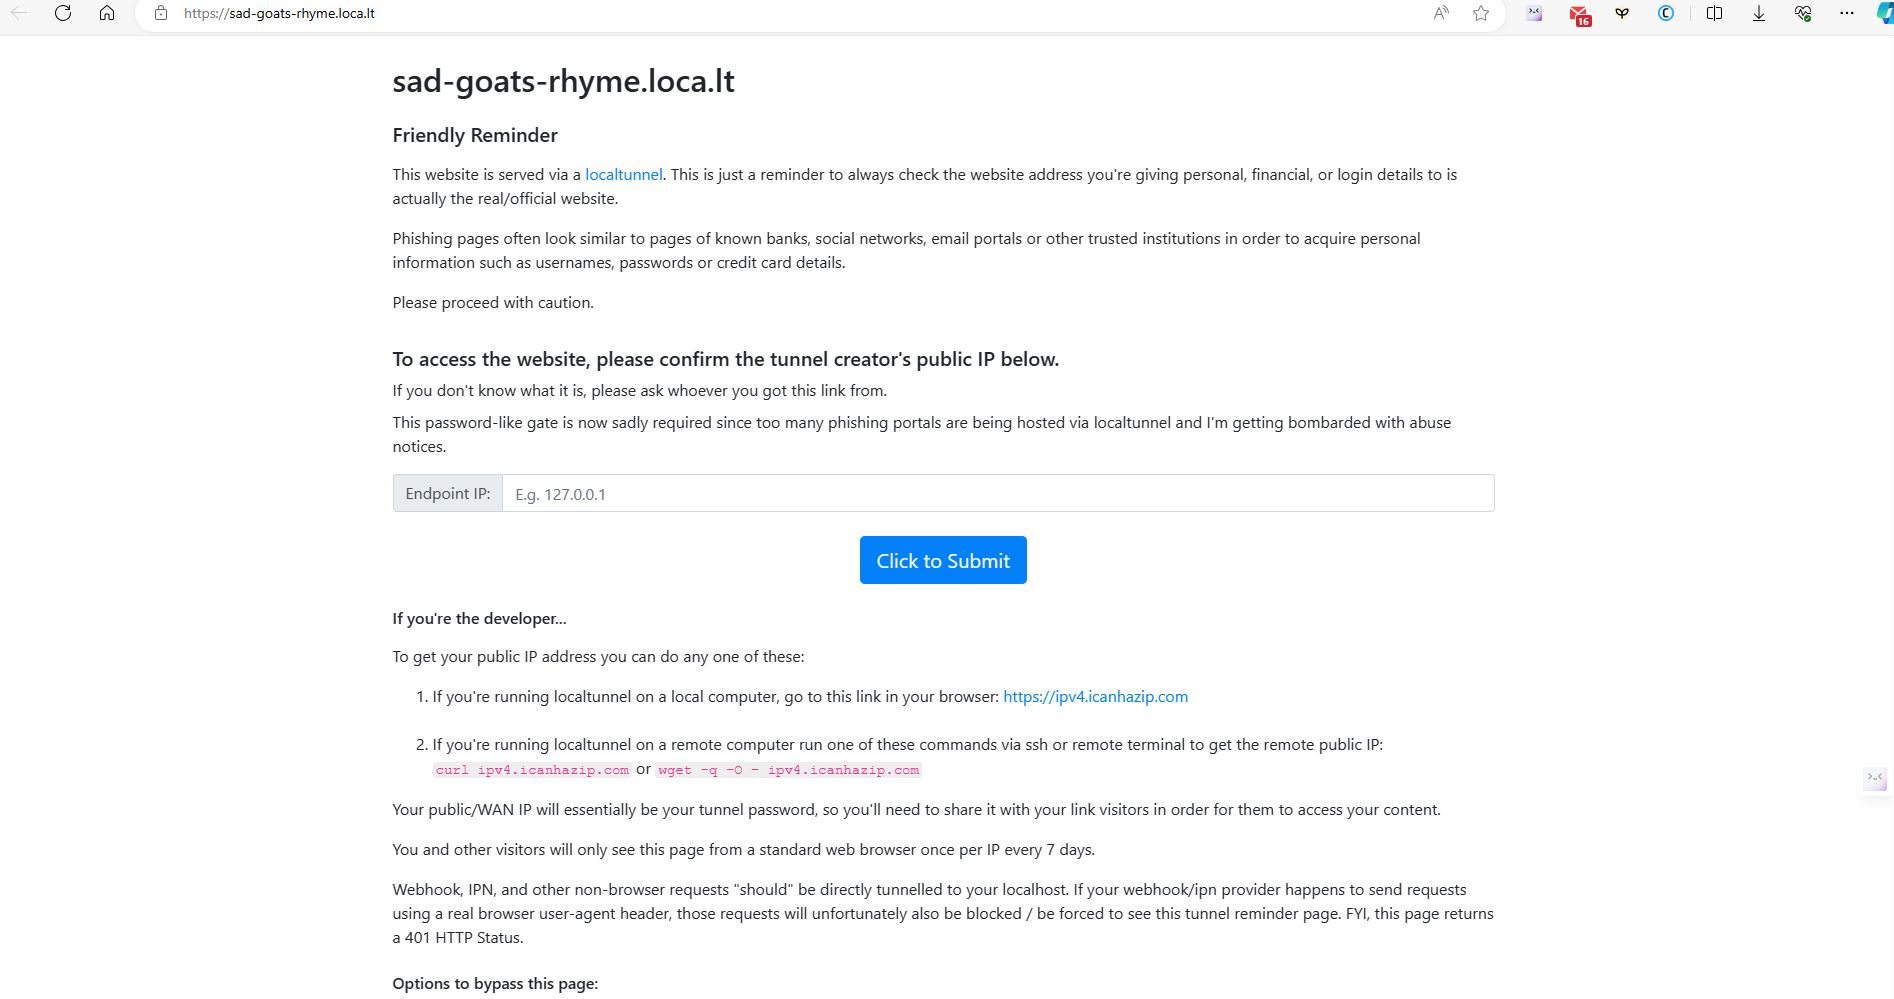 https://sad-goats-rhyme.loca.lt
16
sad-goats-rhyme.loca.lt
Friendly Reminder
This website is served via a localtunnel. This is just a reminder to always check the website address you're giving personal, financial, or login details to is
actually the real/official website.
Phishing pages often look similar to pages of known banks, social networks, email portals or other trusted institutions in order to acquire personal
information such as usernames, passwords or credit card details.
Please proceed with caution.
To access the website, please confirm the tunnel creator's public IP below.
If you don't know what it is, please ask whoever you got this link from.
This password-like gate is now sadly required since too many phishing portals are being hosted via localtunnel and I'm getting bombarded with abuse
notices.
Endpoint IP: E.g. 127.0.0.1
Click to Submit
If you're the developer...
To get your public IP address you can do any one of these:
1. If you're running localtunnel on a local computer, go to this link in your browser: https://ipv4.icanhazip.com
2. If you're running localtunnel on a remote computer run one of these commands via ssh or remote terminal to get the remote public IP:
curl ipv4.icanhazip.com or wget -q -O - ipv4.icanhazip.com
Your public/WAN IP will essentially be your tunnel password, so you'll need to share it with your link visitors in order for them to access your content.
You and other visitors will only see this page from a standard web browser once per IP every 7 days.
Webhook, IPN, and other non-browser requests "should" be directly tunnelled to your localhost. If your webhook/ipn provider happens to send requests
using a real browser user-agent header, those requests will unfortunately also be blocked / be forced to see this tunnel reminder page. FYI, this page returns
a 401 HTTP Status.
Options to bypass this page: